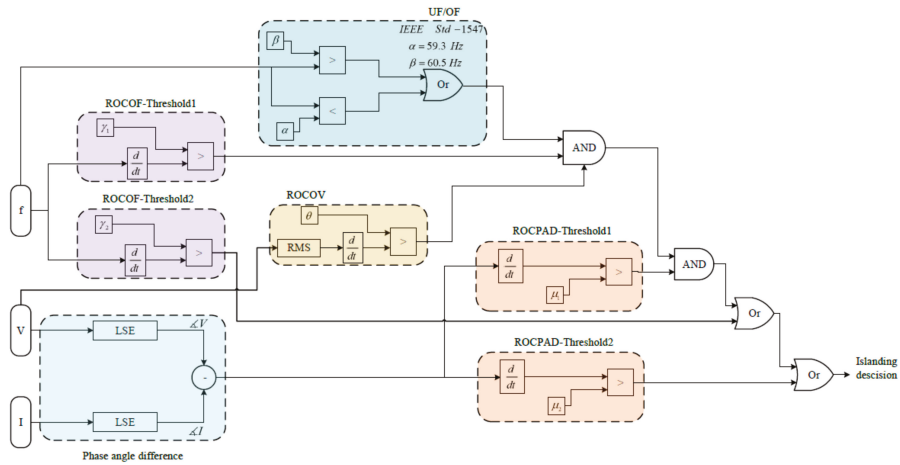 UF/OF
IEEE Std −1547
α = 59.3 Hz
β = 60.5 Hz
β
>
Or
<
α
ROCOF-Threshold1
γ₁
d/dt
>
AND
f
ROCOF-Threshold2
γ₂
d/dt
>
ROCOV
θ
RMS
d/dt
>
ROCPAD-Threshold1
d/dt
>
μ₁
AND
Or
V
LSE
∡V
-
I
LSE
∡I
Phase angle difference
ROCPAD-Threshold2
d/dt
>
Or
Islanding
descision